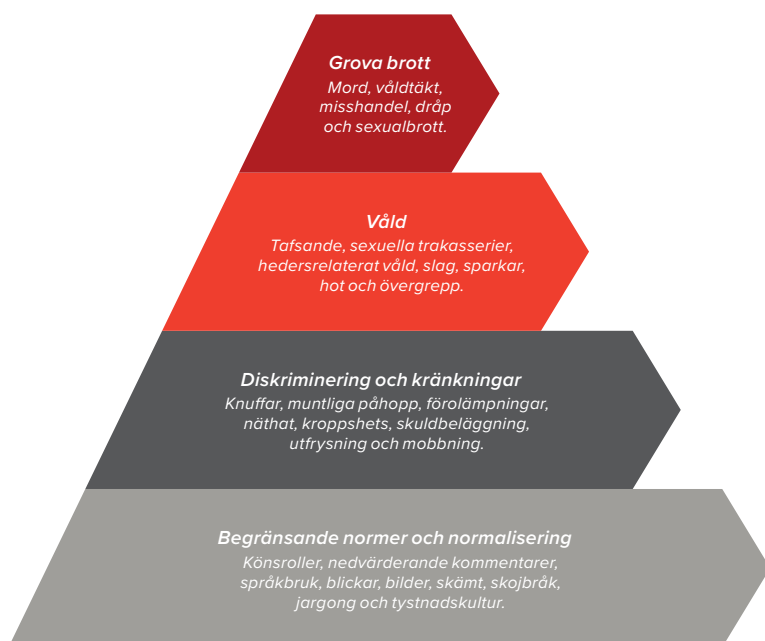 Grova brott
Mord, våldtäkt,
misshandel, dråp
och sexualbrott.
Våld
Tafsande, sexuella trakasserier,
hedersrelaterat våld, slag, sparkar,
hot och övergrepp.
Diskriminering och kränkningar
Knuffar, muntliga påhopp, förolämpningar,
näthat, kroppshets, skuldbeläggning,
utfrysning och mobbning.
Begränsande normer och normalisering
Könsroller, nedvärderande kommentarer,
språkbruk, blickar, bilder, skämt, skojbråk,
jargong och tystnadskultur.